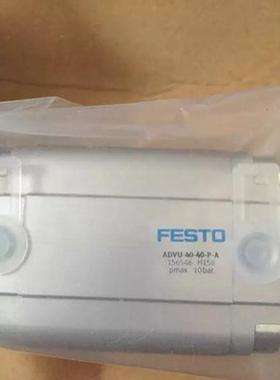 FESTO
ADVU-40-40-P-A
156546 H158
pmax 10bar